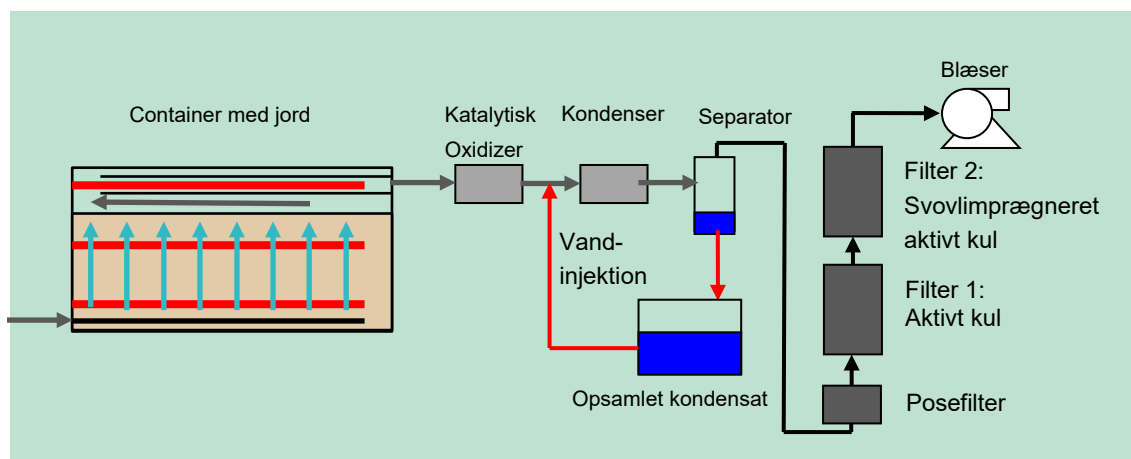 Container med jord
Katalytisk
Oxidizer
Kondenser
Separator
Blæser
Vand-
injektion
Opsamlet kondensat
Filter 2:
Svovlimprægneret
aktivt kul
Filter 1:
Aktivt kul
Posefilter